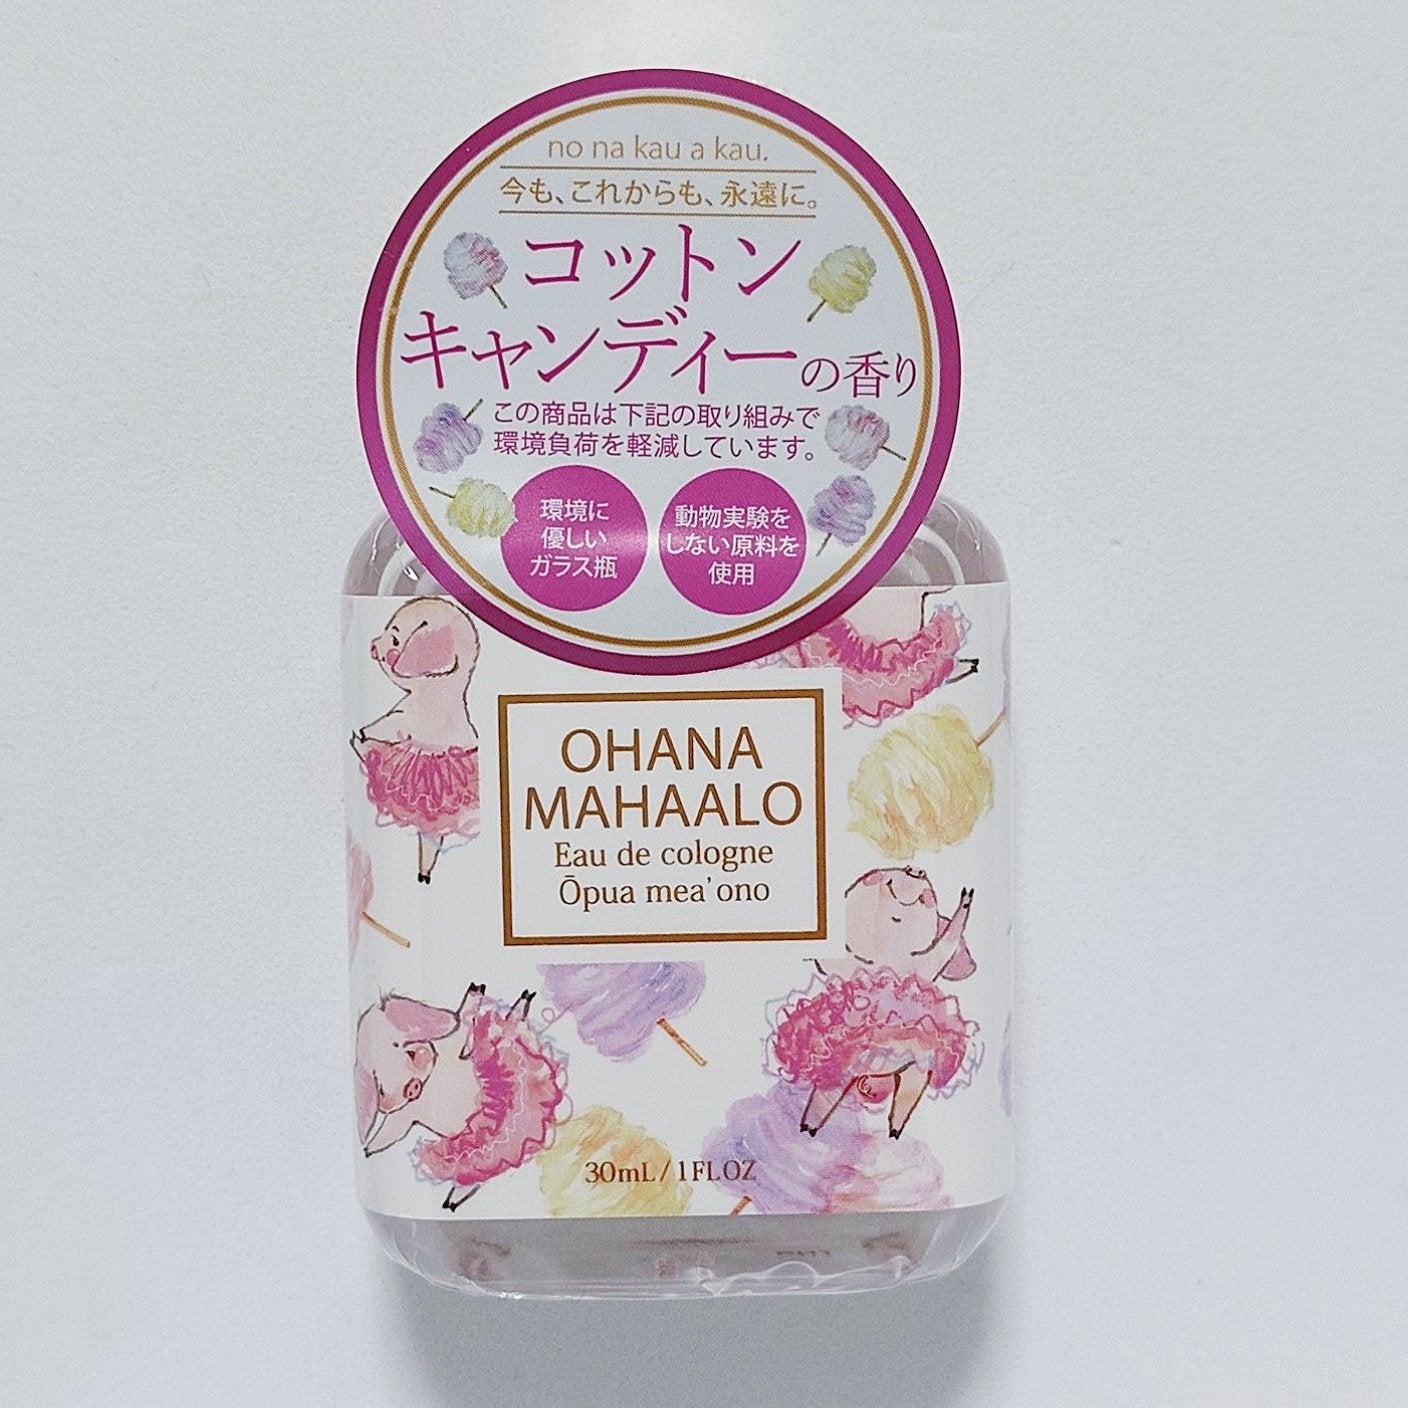 no na kau a kau.
今も、これからも、永遠に。
コットン
キャンディーの香り
この商品は下記の取り組みで
環境負荷を軽減しています。
環境に
優しい
ガラス瓶
動物実験を
しない原料を
使用
OHANA
MAHAALO
Eau de cologne
Ōpua mea'ono
30mL / 1FLOZ